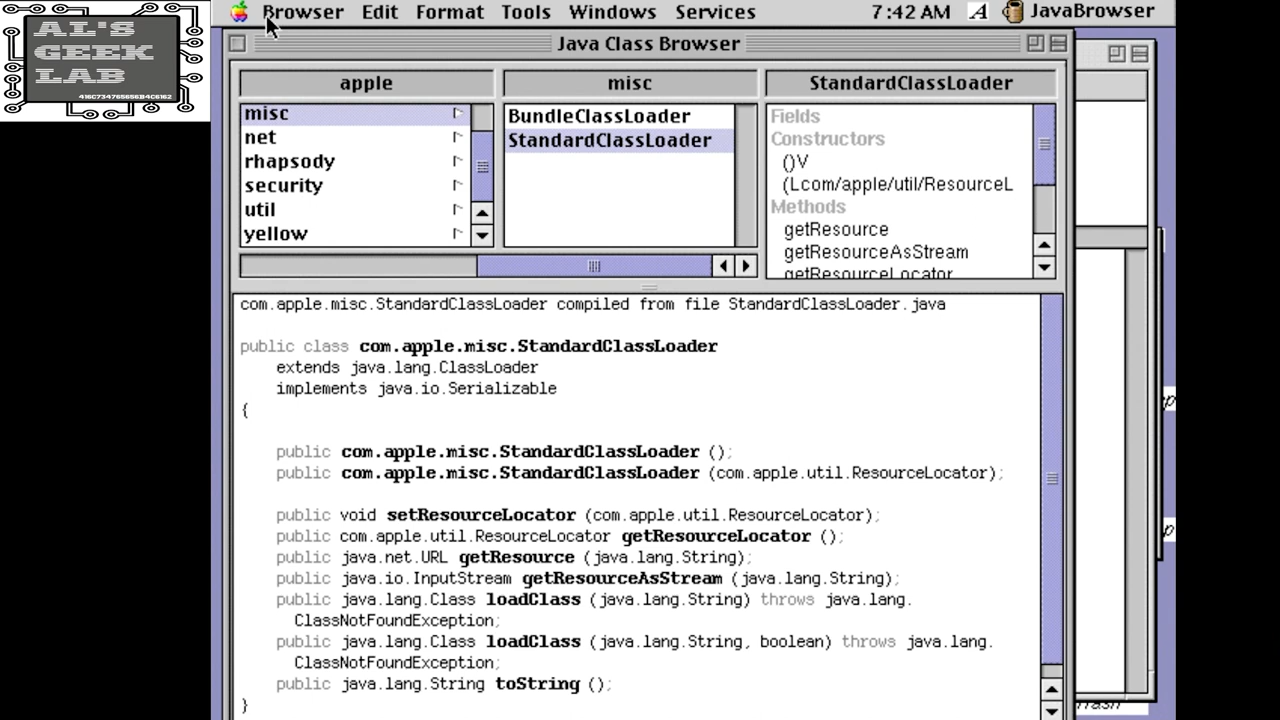 AL'S
GEEK
LAB
416C734765656B4C6162
Browser Edit Format Tools Windows Services 7:42 AM A JavaBrowser
Java Class Browser
apple misc StandardClassLoader
misc
net
rhapsody
security
util
yellow
BundleClassLoader
StandardClassLoader
Fields
Constructors
()V
(Lcom/apple/util/ResourceL
Methods
getResource
getResourceAsStream
getResourceLocator
com.apple.misc.StandardClassLoader compiled from file StandardClassLoader.java
public class com.apple.misc.StandardClassLoader
extends java.lang.ClassLoader
implements java.io.Serializable
{
public com.apple.misc.StandardClassLoader ();
public com.apple.misc.StandardClassLoader (com.apple.util.ResourceLocator);
public void setResourceLocator (com.apple.util.ResourceLocator);
public com.apple.util.ResourceLocator getResourceLocator ();
public java.net.URL getResource (java.lang.String);
public java.io.InputStream getResourceAsStream (java.lang.String);
public java.lang.Class loadClass (java.lang.String) throws java.lang.
ClassNotFoundException;
public java.lang.Class loadClass (java.lang.String, boolean) throws java.lang.
ClassNotFoundException;
public java.lang.String toString ();
}